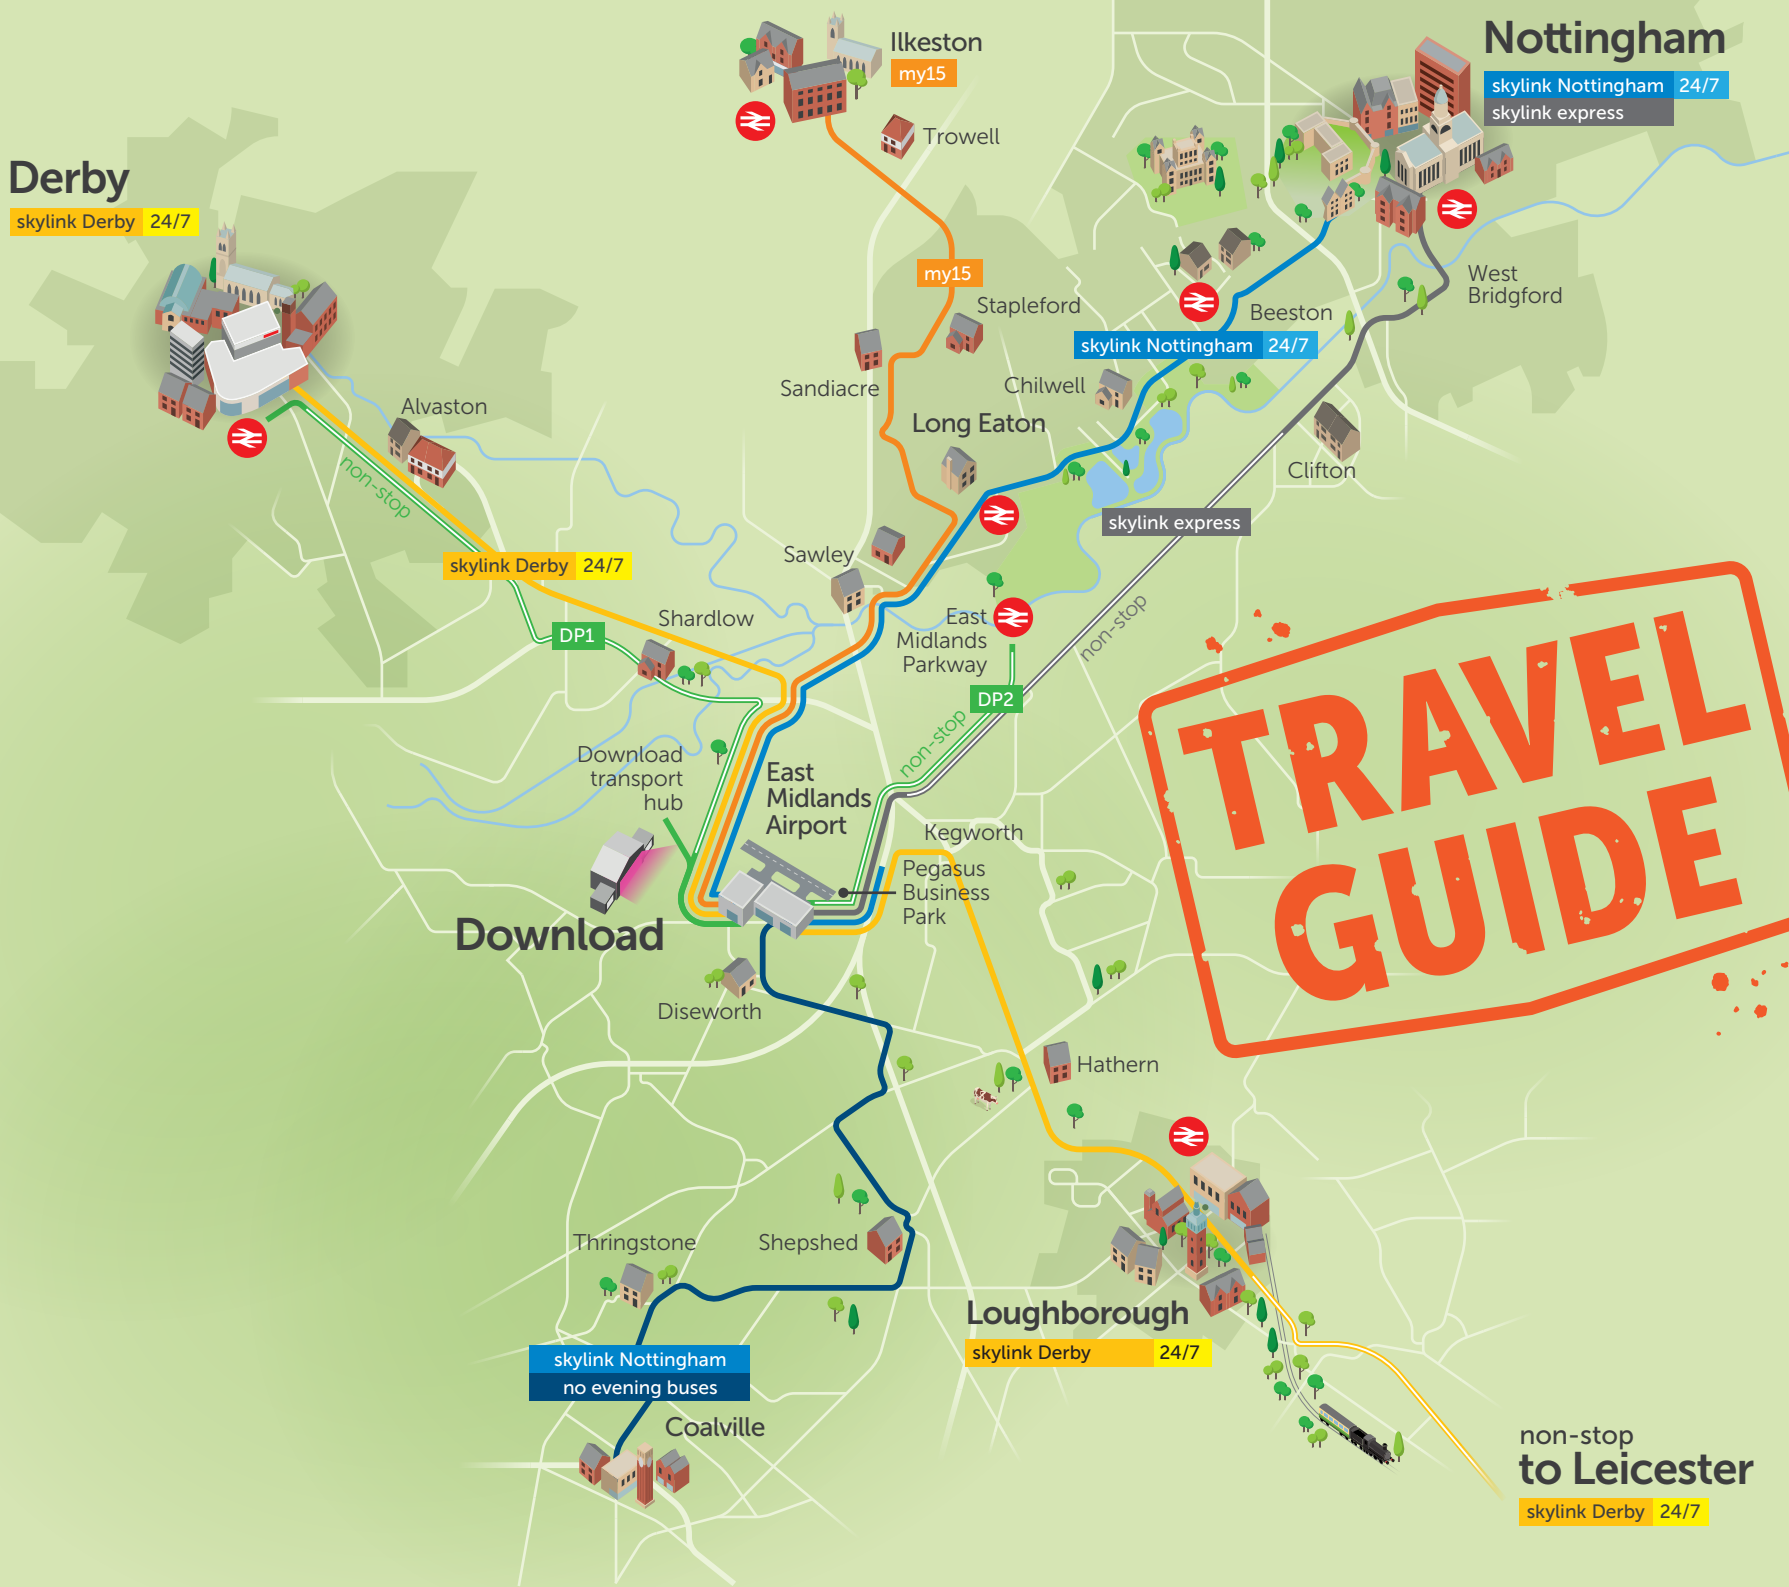 Ilkeston
my15
Nottingham
skylink Nottingham 24/7
skylink express
Trowell
Derby
skylink Derby 24/7
my15
West
Bridgford
Stapleford
Beeston
skylink Nottingham 24/7
Sandiacre
Chilwell
Alvaston
Long Eaton
Clifton
non-stop
skylink express
Sawley
skylink Derby 24/7
Shardlow
DP1
East
Midlands
Parkway
non-stop
DP2
non-stop
TRAVEL
GUIDE
Download
transport
hub
East
Midlands
Airport
Kegworth
Pegasus
Business
Park
Download
Diseworth
Hathern
Thringstone
Shepshed
Loughborough
skylink Derby 24/7
skylink Nottingham
no evening buses
Coalville
non-stop
to Leicester
skylink Derby 24/7